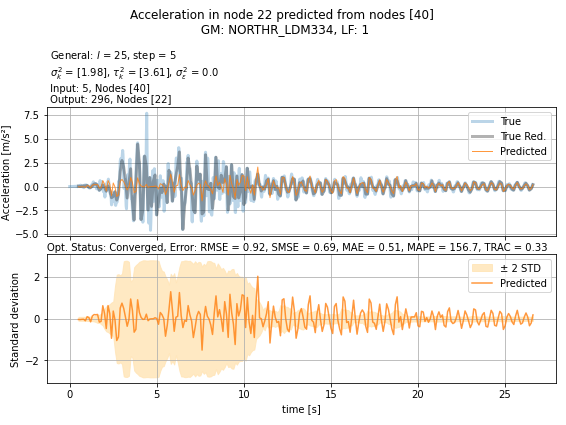 Acceleration in node 22 predicted from nodes [40]
GM: NORTHR_LDM334, LF: 1
General: l = 25, step = 5
σ²ₖ = [1.98], τ²ₖ = [3.61], σ²ε = 0.0
Input: 5, Nodes [40]
Output: 296, Nodes [22]
Acceleration [m/s²]
7.5
5.0
2.5
0.0
−2.5
−5.0
True
True Red.
Predicted
Opt. Status: Converged, Error: RMSE = 0.92, SMSE = 0.69, MAE = 0.51, MAPE = 156.7, TRAC = 0.33
Standard deviation
2
0
−2
± 2 STD
Predicted
0
5
10
15
20
25
time [s]